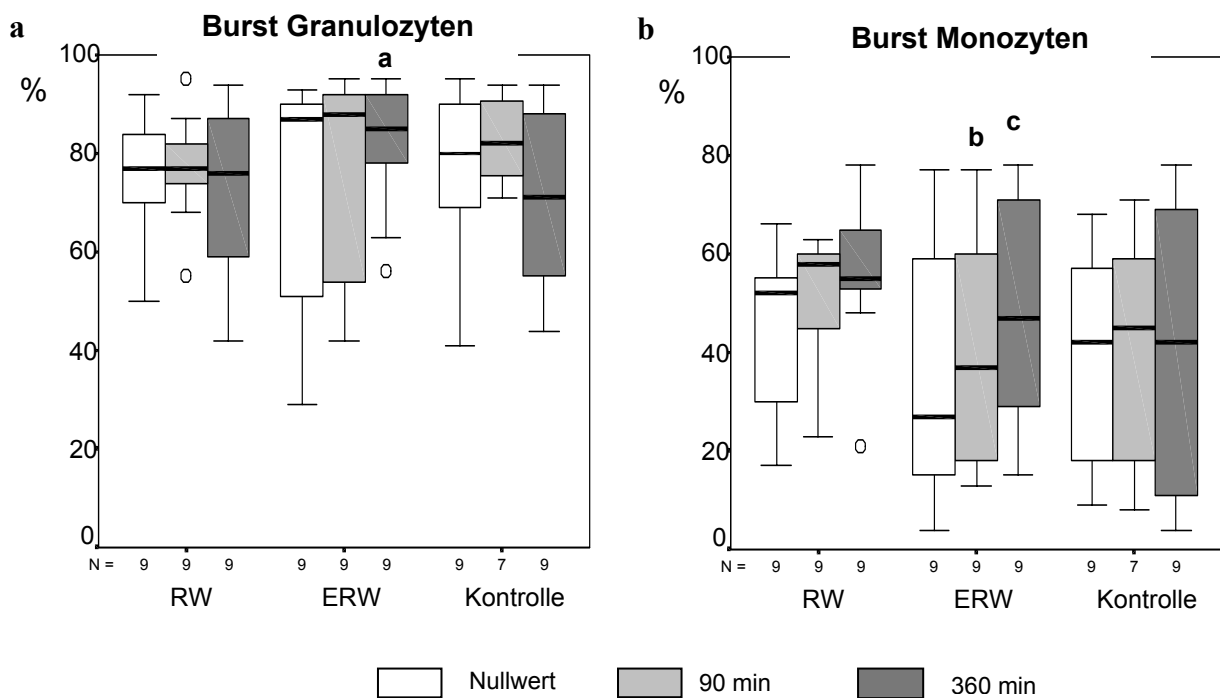 a
Burst Granulozyten
100
%
80
60
40
20
0
a
N = 9 9 9 9 9 9 9 7 9
RW ERW Kontrolle
b
Burst Monozyten
100
%
80
60
40
20
0
b c
N = 9 9 9 9 9 9 9 7 9
RW ERW Kontrolle
Nullwert 90 min 360 min